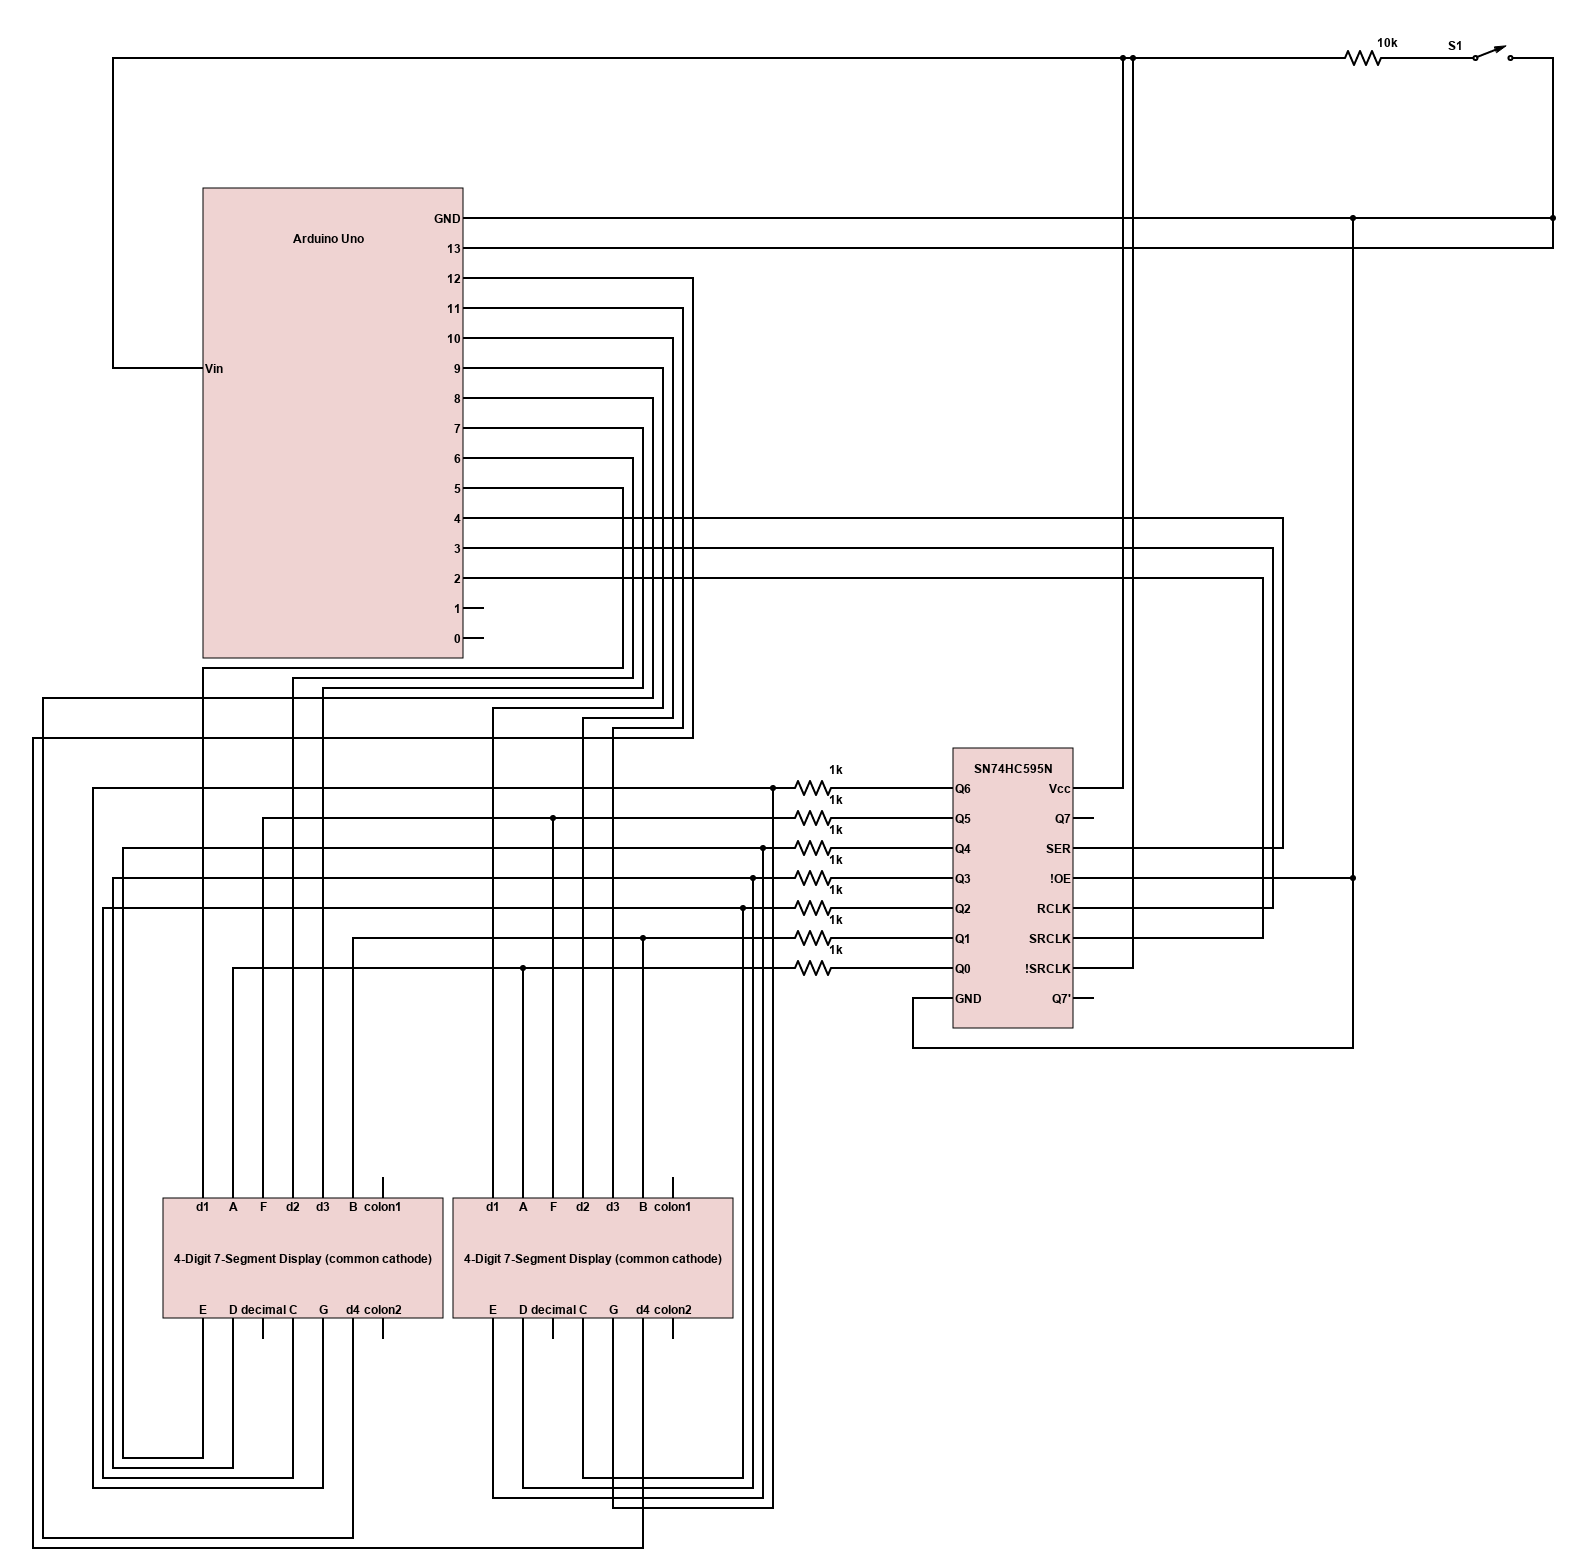 10k
S1
GND
Arduino Uno
13
12
11
10
Vin
9
8
7
6
5
4
3
2
1
0
SN74HC595N
1k
Q6
Vcc
1k
Q5
Q7
1k
Q4
SER
1k
Q3
!OE
1k
Q2
RCLK
1k
Q1
SRCLK
1k
Q0
!SRCLK
GND
Q7'
d1 A F d2 d3 B colon1
4-Digit 7-Segment Display (common cathode)
E D decimal C G d4 colon2
d1 A F d2 d3 B colon1
4-Digit 7-Segment Display (common cathode)
E D decimal C G d4 colon2